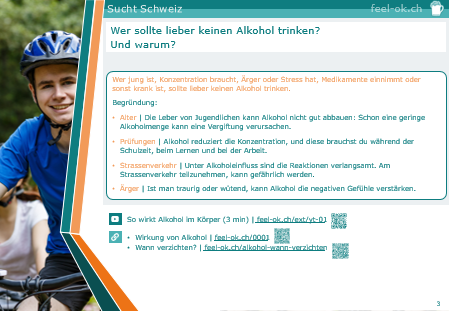 Sucht Schweiz
feel-ok.ch
Wer sollte lieber keinen Alkohol trinken?
Und warum?
Wer jung ist, Konzentration braucht, Ärger oder Stress hat, Medikamente einnimmt oder
sonst krank ist, sollte lieber keinen Alkohol trinken.
Begründung:
• Alter | Die Leber von Jugendlichen kann Alkohol nicht gut abbauen: Schon eine geringe
Alkoholmenge kann eine Vergiftung verursachen.
• Prüfungen | Alkohol reduziert die Konzentration, und diese brauchst du während der
Schulzeit, beim Lernen und bei der Arbeit.
• Strassenverkehr | Unter Alkoholeinfluss sind die Reaktionen verlangsamt. Am
Strassenverkehr teilzunehmen, kann gefährlich werden.
• Ärger | Ist man traurig oder wütend, kann Alkohol die negativen Gefühle verstärken.
So wirkt Alkohol im Körper (3 min) | feel-ok.ch/ext/yt-01
• Wirkung von Alkohol | feel-ok.ch/0001
• Wann verzichten? | feel-ok.ch/alkohol-wann-verzichten
3